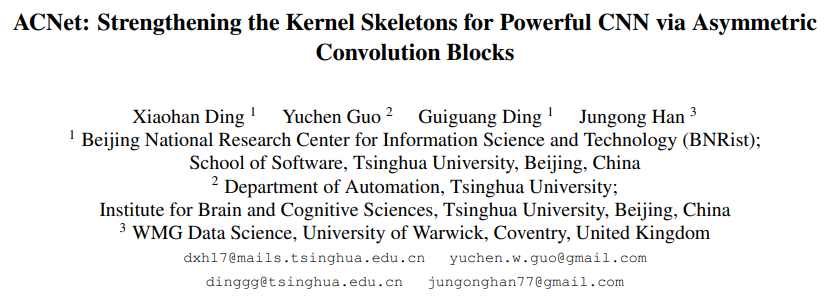 ACNet: Strengthening the Kernel Skeletons for Powerful CNN via Asymmetric
Convolution Blocks
Xiaohan Ding 1 Yuchen Guo 2 Guiguang Ding 1 Jungong Han 3
1 Beijing National Research Center for Information Science and Technology (BNRist);
School of Software, Tsinghua University, Beijing, China
2 Department of Automation, Tsinghua University;
Institute for Brain and Cognitive Sciences, Tsinghua University, Beijing, China
3 WMG Data Science, University of Warwick, Coventry, United Kingdom
dxh17@mails.tsinghua.edu.cn yuchen.w.guo@gmail.com
dinggg@tsinghua.edu.cn jungonghan77@gmail.com